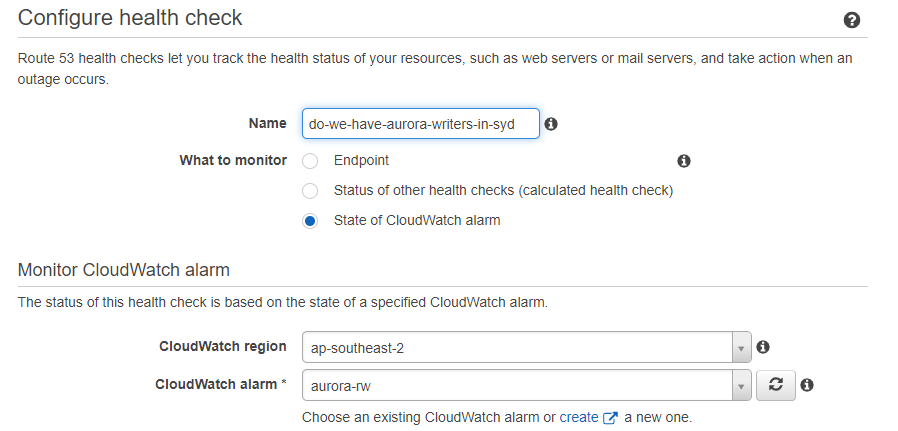 Configure health check
Route 53 health checks let you track the health status of your resources, such as web servers or mail servers, and take action when an
outage occurs.
Name do-we-have-aurora-writers-in-syd
What to monitor Endpoint
Status of other health checks (calculated health check)
State of CloudWatch alarm
Monitor CloudWatch alarm
The status of this health check is based on the state of a specified CloudWatch alarm.
CloudWatch region ap-southeast-2
CloudWatch alarm * aurora-rw
Choose an existing CloudWatch alarm or create a new one.